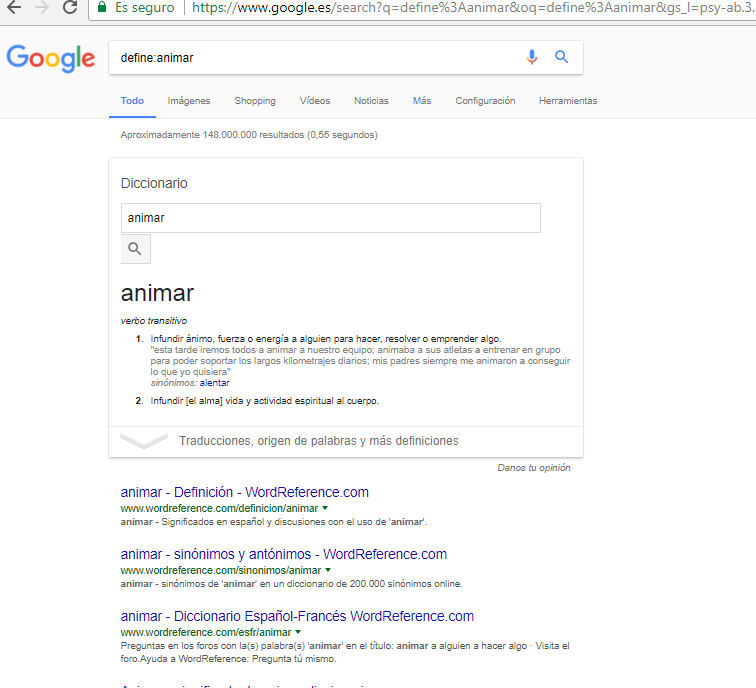 Es seguro | https://www.google.es/search?q=define%3Aanimar&oq=define%3Aanimar&gs_l=psy-ab.3.
Google
define:animar
Todo Imágenes Shopping Vídeos Noticias Más Configuración Herramientas
Aproximadamente 148.000.000 resultados (0,55 segundos)
Diccionario
animar
animar
verbo transitivo
1. Infundir ánimo, fuerza o energía a alguien para hacer, resolver o emprender algo.
"esta tarde iremos todos a animar a nuestro equipo; animaba a sus atletas a entrenar en grupo
para poder soportar los largos kilometrajes diarios; mis padres siempre me animaron a conseguir
lo que yo quisiera"
sinónimos: alentar
2. Infundir [el alma] vida y actividad espiritual al cuerpo.
Traducciones, origen de palabras y más definiciones
Danos tu opinión
animar - Definición - WordReference.com
www.wordreference.com/definicion/animar
animar - Significados en español y discusiones con el uso de 'animar'.
animar - sinónimos y antónimos - WordReference.com
www.wordreference.com/sinonimos/animar
animar - sinónimos de 'animar' en un diccionario de 200.000 sinónimos online.
animar - Diccionario Español-Francés WordReference.com
www.wordreference.com/esfr/animar
Preguntas en los foros con la(s) palabra(s) 'animar' en el título: animar a alguien a hacer algo · Visita el
foro.Ayuda a WordReference: Pregunta tú mismo.